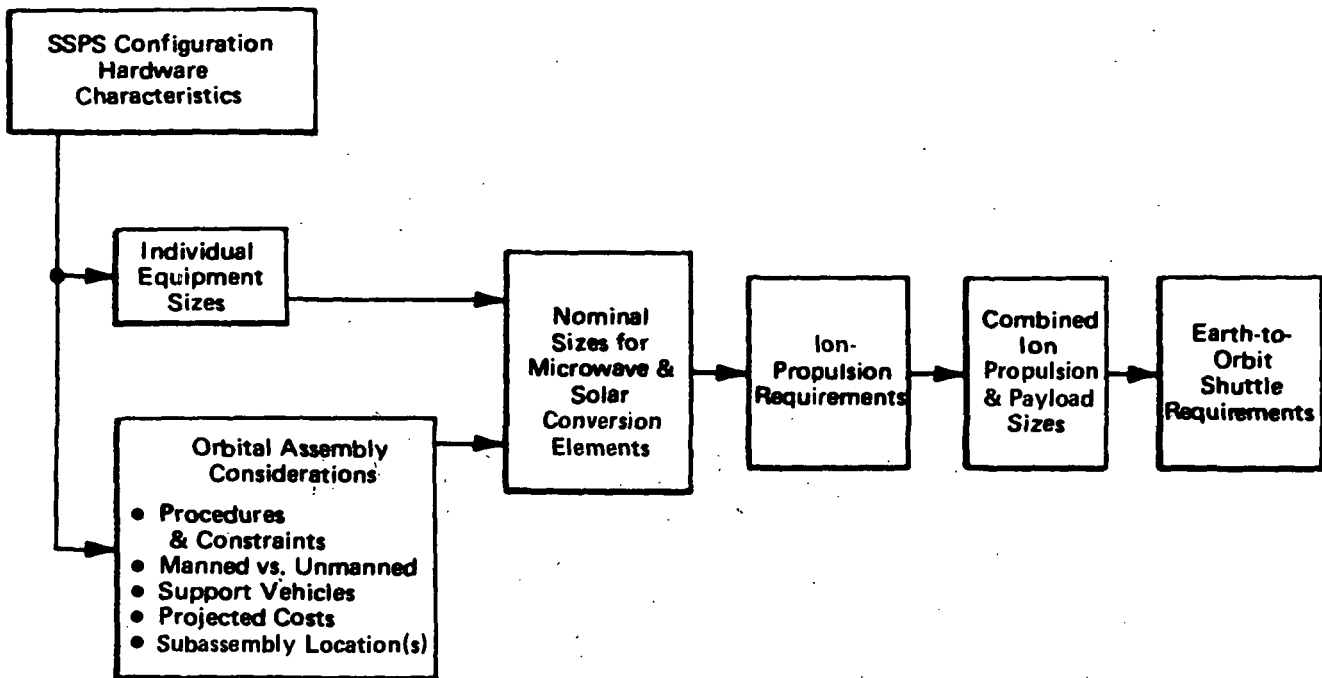 SSPS Configuration
Hardware
Characteristics
Individual
Equipment
Sizes
Orbital Assembly
Considerations
● Procedures
& Constraints
● Manned vs. Unmanned
● Support Vehicles
● Projected Costs
● Subassembly Location(s)
Nominal
Sizes for
Microwave &
Solar
Conversion
Elements
Ion-
Propulsion
Requirements
Combined
Ion
Propulsion
& Payload
Sizes
Earth-to-
Orbit
Shuttle
Requirements